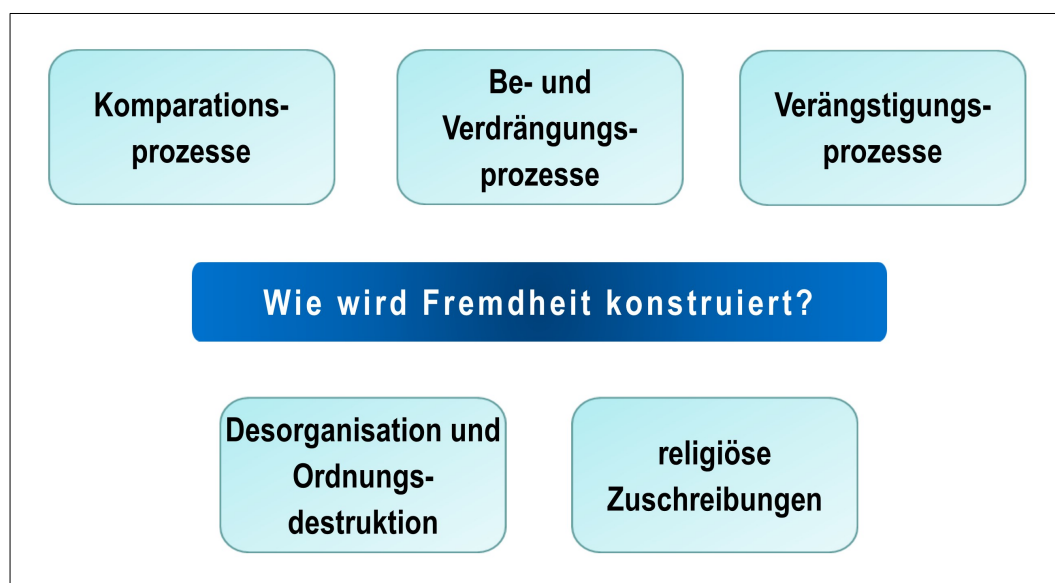 Komparations-
prozesse
Be- und
Verdrängungs-
prozesse
Verängstigungs-
prozesse
Wie wird Fremdheit konstruiert?
Desorganisation und
Ordnungs-
destruktion
religiöse
Zuschreibungen